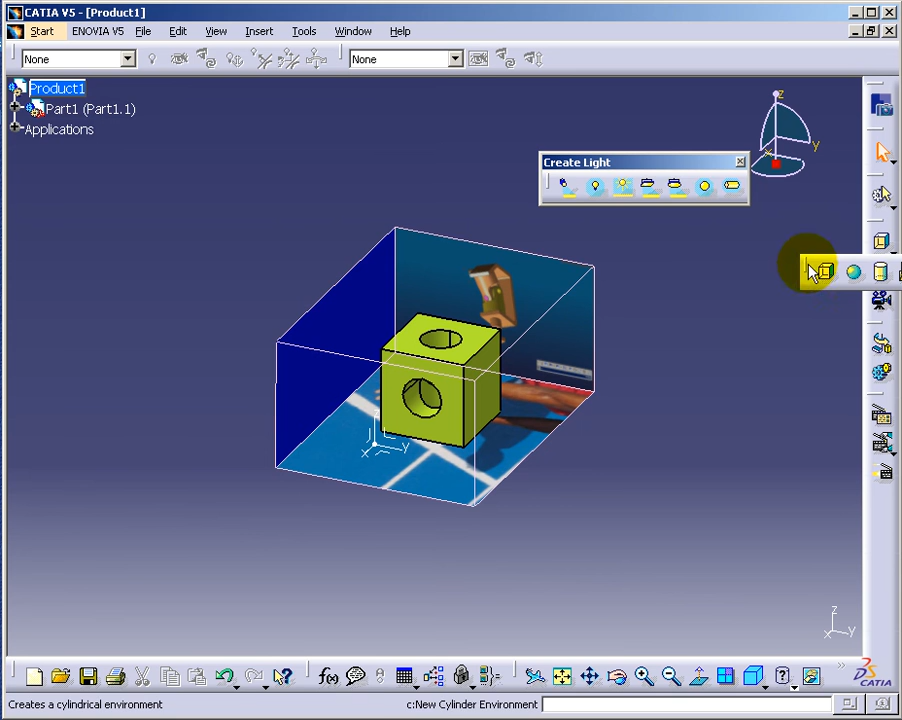 CATIA V5 - [Product1]
Start ENOVIA V5 File Edit View Insert Tools Window Help
None None
Product1
Part1 (Part1.1)
Applications
z
y
x
Create Light
x y
z
x y
f(x)
?
CATIA
Creates a cylindrical environment
c:New Cylinder Environment